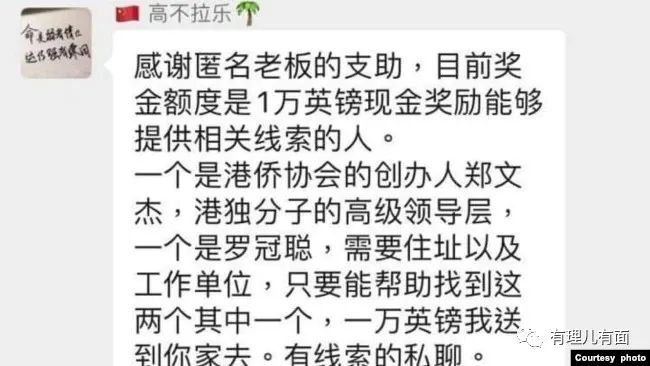 高不拉乐
感谢匿名老板的支助，目前奖
金额度是1万英镑现金奖励能够
提供相关线索的人。
一个是港侨协会的创办人郑文
杰，港独分子的高级领导层，
一个是罗冠聪，需要住址以及
工作单位，只要能帮助找到这
两个其中一个，一万英镑我送
到你家去。有线索的私聊。
有理儿有面
Courtesy photo